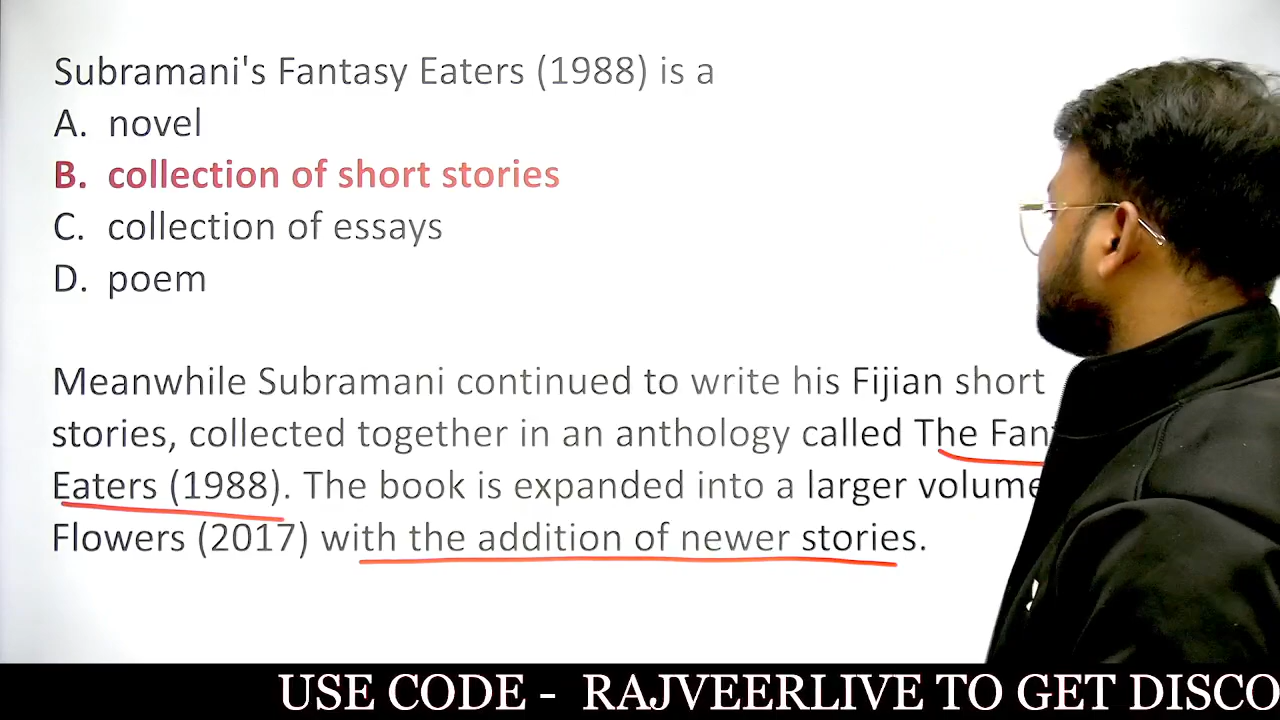 Subramani's Fantasy Eaters (1988) is a
A. novel
B. collection of short stories
C. collection of essays
D. poem
Meanwhile Subramani continued to write his Fijian short
stories, collected together in an anthology called The
Eaters (1988). The book is expanded into a larger volume
Flowers (2017) with the addition of newer stories.
USE CODE - RAJVEERLIVE TO GET DISCO